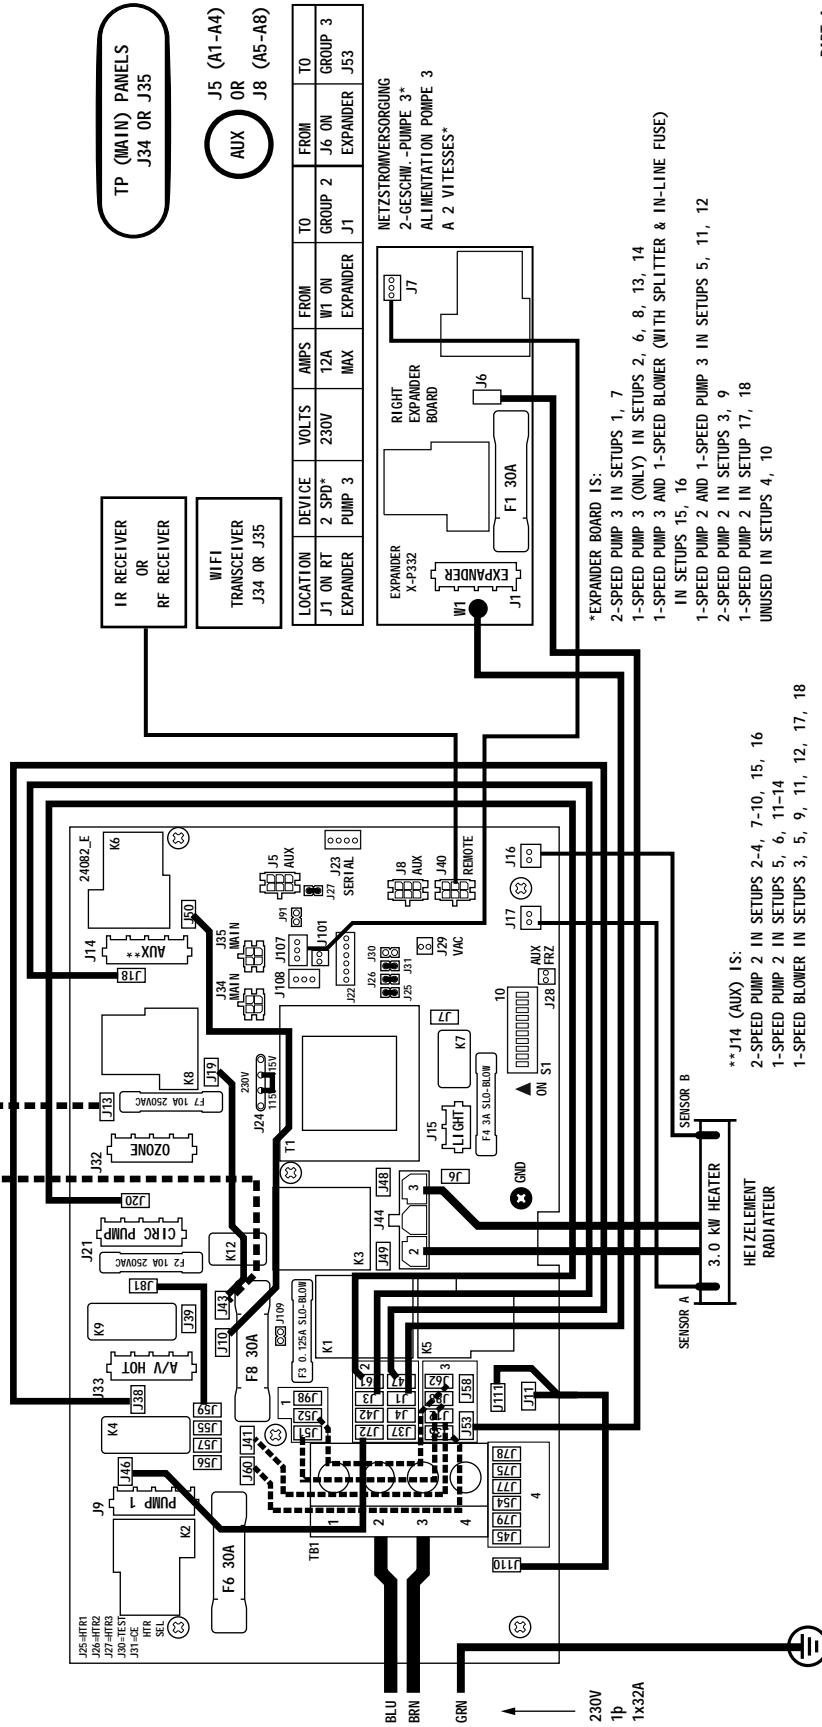 TP (MAIN) PANELS
J34 OR J35
AUX
J5 (A1-A4)
OR
J8 (A5-A8)
LOCATION DEVICE VOLTS AMPS FROM TO FROM TO
J1 ON RT 2 SPD* 230V 12A W1 ON GROUP 2 J6 ON GROUP 3
EXPANDER PUMP 3 MAX EXPANDER J1 EXPANDER J53
IR RECEIVER
OR
RF RECEIVER
WIFI
TRANSCEIVER
J34 OR J35
NETZSTROMVERSORGUNG
2-GESCHW.-PUMPE 3*
ALIMENTATION POMPE 3
A 2 VITESSES*
J7
J6
RIGHT
EXPANDER
BOARD
F1 30A
EXPANDER
X-P332
EXPANDER
J1
W1
*EXPANDER BOARD IS:
2-SPEED PUMP 3 IN SETUPS 1, 7
1-SPEED PUMP 3 (ONLY) IN SETUPS 2, 6, 8, 13, 14
1-SPEED PUMP 3 AND 1-SPEED BLOWER (WITH SPLITTER & IN-LINE FUSE)
IN SETUPS 15, 16
1-SPEED PUMP 2 AND 1-SPEED PUMP 3 IN SETUPS 5, 11, 12
2-SPEED PUMP 2 IN SETUPS 3, 9
1-SPEED PUMP 2 IN SETUP 17, 18
UNUSED IN SETUPS 4, 10
**J14 (AUX) IS:
2-SPEED PUMP 2 IN SETUPS 2-4, 7-10, 15, 16
1-SPEED PUMP 2 IN SETUPS 5, 6, 11-14
1-SPEED BLOWER IN SETUPS 3, 5, 9, 11, 12, 17, 18
24082_E
K6
J50
J14
AUX**
J18
J35
MAIN
J34
MAIN
J5
AUX
J27
J23
SERIAL
J91
J107
J101
J108
J22
J8
AUX
J40
REMOTE
J30
J31
J26
J25
J29
VAC
J16
J17
AUX
FRZ
J28
10
ON S1
K8
J19
J13
F7 10A 250VAC
J32
OZONE
230V
115V
115V
J24
T1
J7
K7
J15
LIGHT
F4 3A SLO-BLOW
J20
J21
CIRC PUMP
F2 10A 250VAC
K12
K3
J48
J44
3
2
J49
J6
GND
J81
K9
J39
J43
J10
F8 30A
J109
F3 0.125A SLO-BLOW
K1
K5
J33
A/V HOT
J38
J59
J55
J57
J56
K4
J41
J60
1
J98
J52
J51
2
J61
J3
J42
J72
J47
J1
J4
J37
3
J62
J58
J53
J111
J11
J46
J9
PUMP 1
K2
F6 30A
TB1
1
2
3
4
J78
J75
J77
J54
J79
J45
4
J110
J25=HTR1
J26=HTR2
J27=HTR3
J30=TEST
J31=CE
HTR
SEL
SENSOR B
3.0 kW HEATER
SENSOR A
HEIZELEMENT
RADIATEUR
BLU
BRN
GRN
230V
1p
1x32A